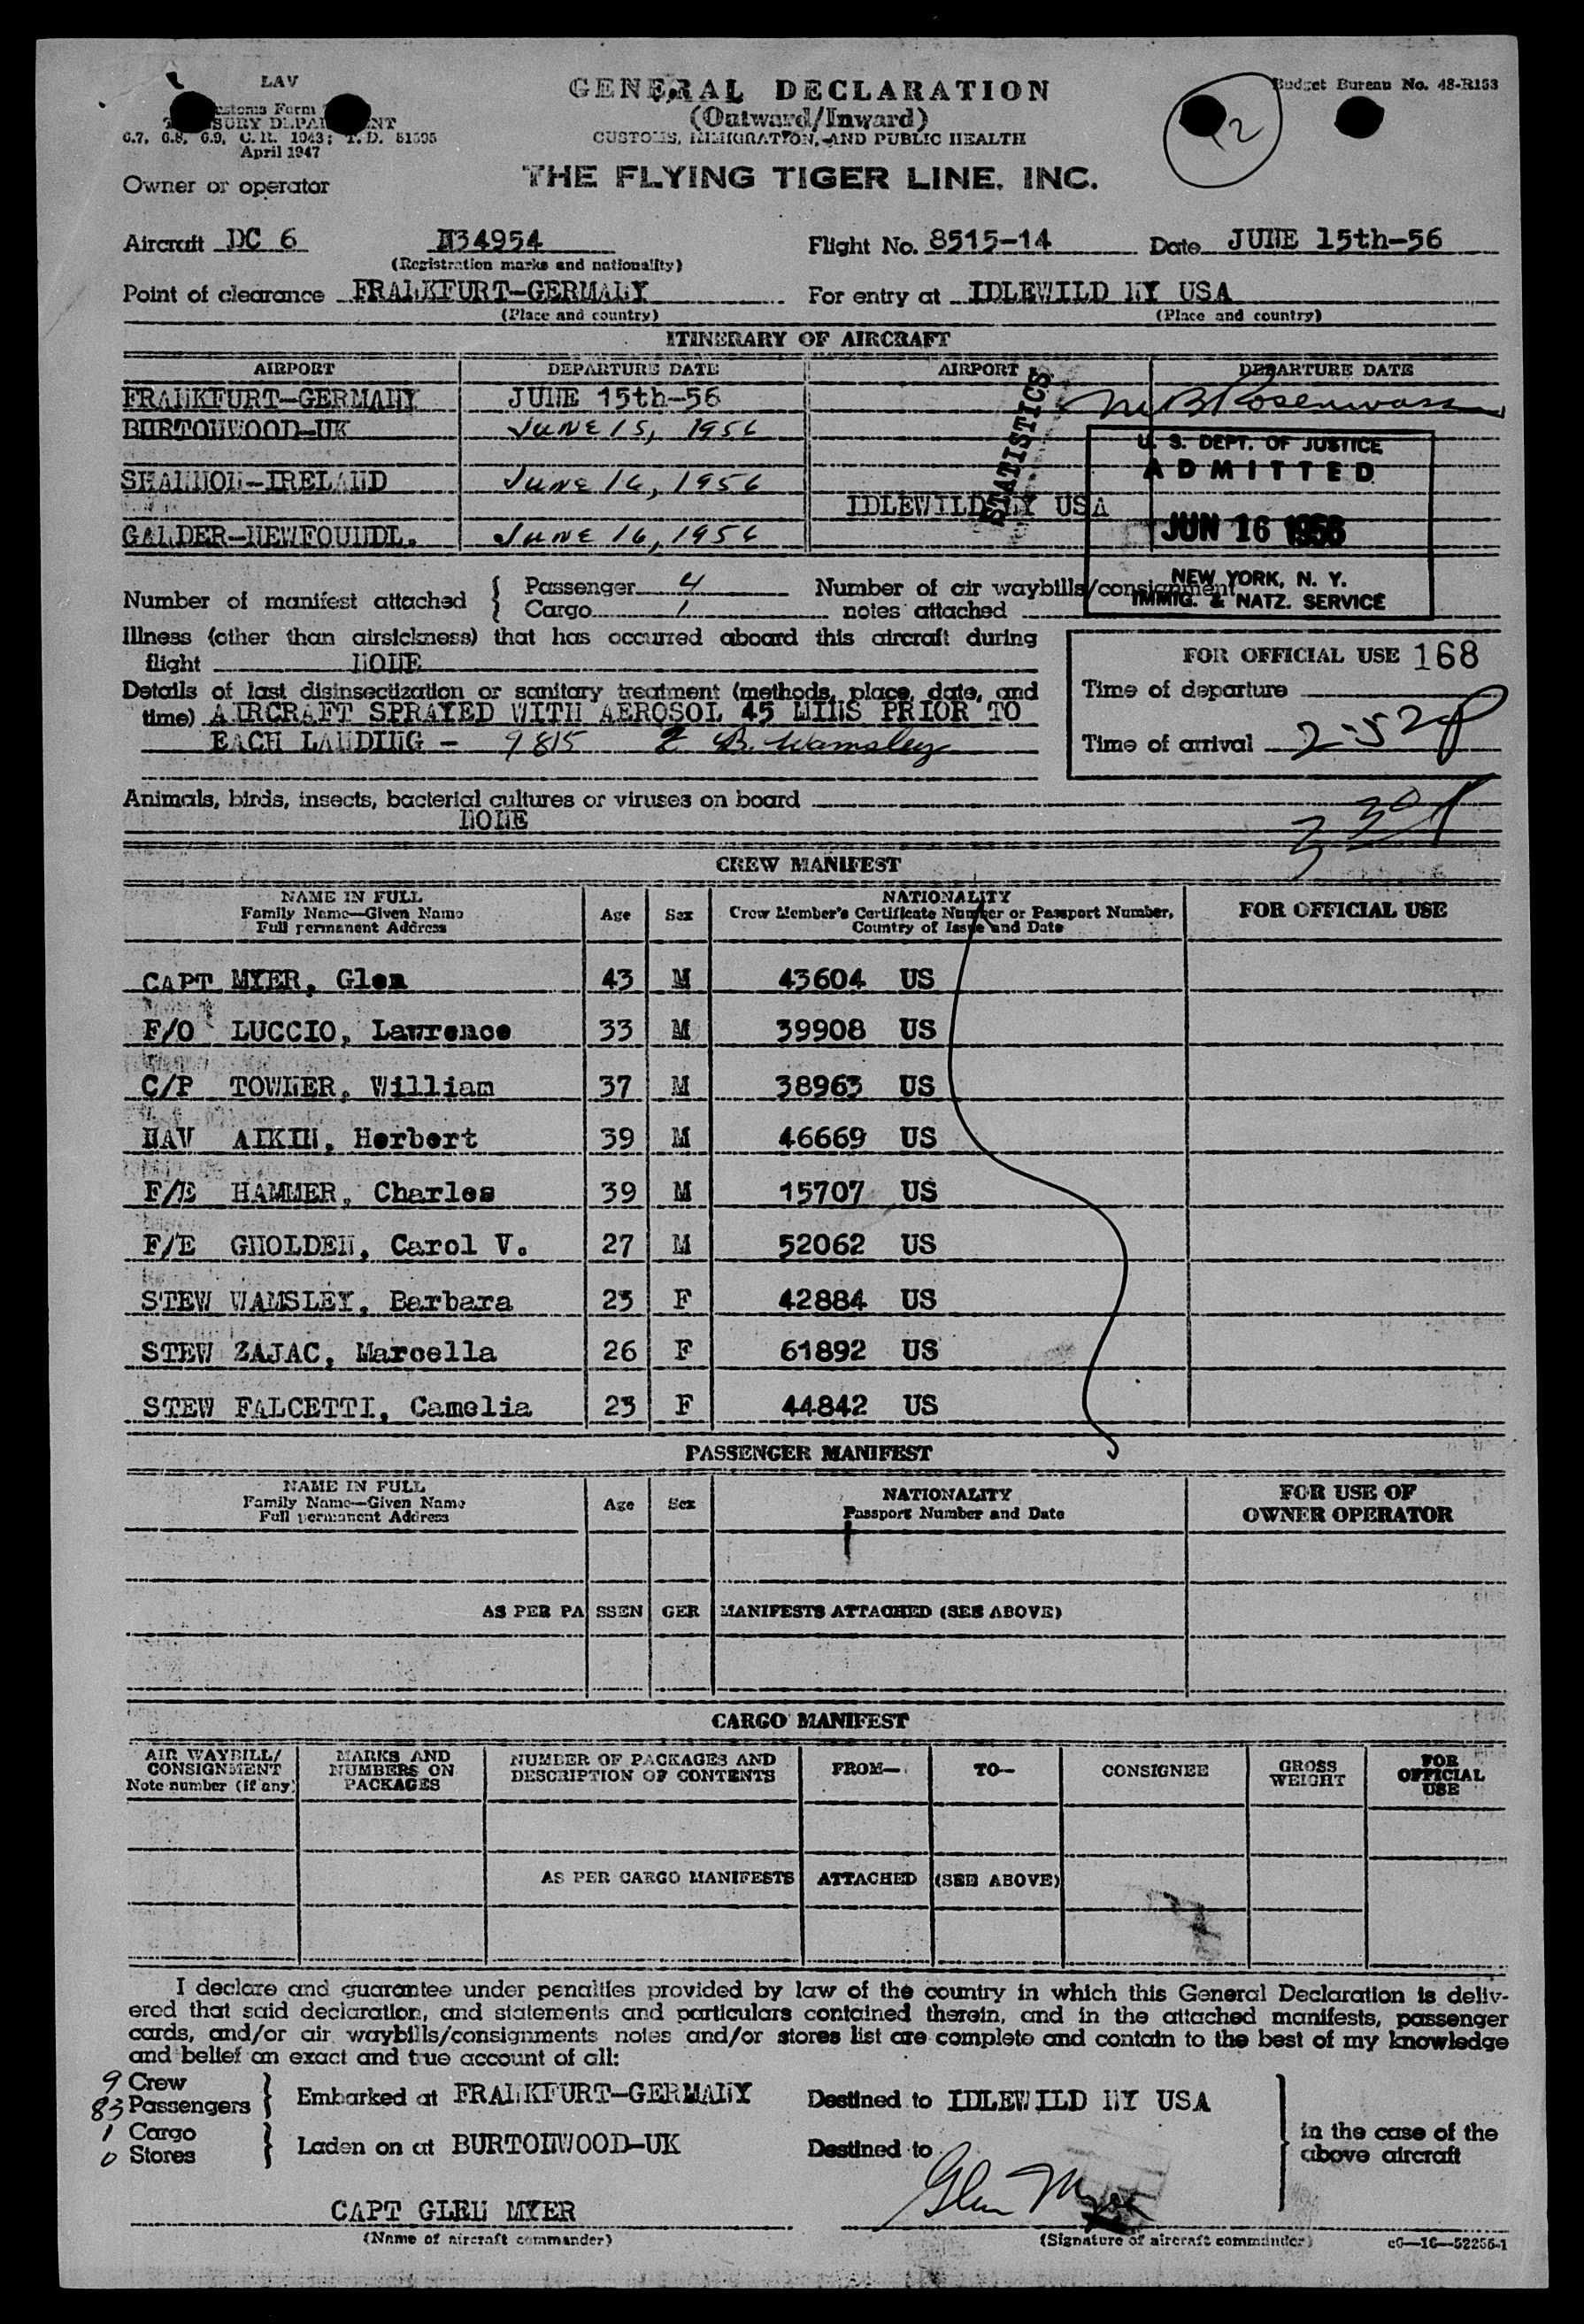 LAV
GENERAL DECLARATION
Budget Bureau No. 48-R153
Customs Form
(Outward/Inward)
TREASURY DEPARTMENT
6.7, 6.8, 6.9, C. R. 1943; T. D. 51595
CUSTOMS, IMMIGRATION, AND PUBLIC HEALTH
April 1947
12
Owner or operator
THE FLYING TIGER LINE, INC.
Aircraft DC 6 N34954 Flight No. 8515-14 Date JUNE 15th-56
(Registration marks and nationality)
Point of clearance FRANKFURT-GERMANY For entry at IDLEWILD NY USA
(Place and country) (Place and country)
ITINERARY OF AIRCRAFT
AIRPORT DEPARTURE DATE AIRPORT DEPARTURE DATE
FRANKFURT-GERMANY JUNE 15th-56
BURTONWOOD-UK JUNE 15, 1956
SHANNON-IRELAND JUNE 16, 1956
IDLEWILD NY USA
GANDER-NEWFOUNDL. JUNE 16, 1956
STATISTICS
U. S. DEPT. OF JUSTICE
ADMITTED
JUN 16 1956
NEW YORK, N. Y.
IMMIG. & NATZ. SERVICE
Number of manifest attached { Passenger 4 Number of air waybills/consignment
Cargo 1 notes attached
Illness (other than airsickness) that has occurred aboard this aircraft during
flight NONE
FOR OFFICIAL USE 168
Details of last disinsectization or sanitary treatment (methods, place, date, and
Time of departure
time) AIRCRAFT SPRAYED WITH AEROSOL 45 MINS PRIOR TO
EACH LANDING - 9815 B. Wamsley
Time of arrival 2-52p
Animals, birds, insects, bacterial cultures or viruses on board
NONE
330p
CREW MANIFEST
NAME IN FULL
Family Name—Given Name
Full permanent Address
Age Sex
NATIONALITY
Crew Member's Certificate Number or Passport Number,
Country of Issue and Date
FOR OFFICIAL USE
CAPT MYER, Glen 43 M 43604 US
F/O LUCCIO, Lawrence 33 M 39908 US
C/P TOWNER, William 37 M 38963 US
NAV AIKIN, Herbert 39 M 46669 US
F/E HAMMER, Charles 39 M 15707 US
F/E GHOLDEN, Carol V. 27 M 52062 US
STEW WAMSLEY, Barbara 23 F 42884 US
STEW ZAJAC, Marcella 26 F 61892 US
STEW FALCETTI, Camelia 23 F 44842 US
PASSENGER MANIFEST
NAME IN FULL
Family Name—Given Name
Full permanent Address
Age Sex
NATIONALITY
Passport Number and Date
FOR USE OF
OWNER OPERATOR
AS PER PASSENGER MANIFESTS ATTACHED (SEE ABOVE)
CARGO MANIFEST
AIR WAYBILL/
CONSIGNMENT
Note number (if any)
MARKS AND
NUMBERS ON
PACKAGES
NUMBER OF PACKAGES AND
DESCRIPTION OF CONTENTS
FROM—
TO—
CONSIGNEE
GROSS
WEIGHT
FOR
OFFICIAL
USE
AS PER CARGO MANIFESTS ATTACHED (SEE ABOVE)
I declare and guarantee under penalties provided by law of the country in which this General Declaration is deliv-
ered that said declaration, and statements and particulars contained therein, and in the attached manifests, passenger
cards, and/or air waybills/consignments notes and/or stores list are complete and contain to the best of my knowledge
and belief an exact and true account of all:
9 Crew
83 Passengers } Embarked at FRANKFURT-GERMANY Destined to IDLEWILD NY USA
1 Cargo
0 Stores } Laden on at BURTONWOOD-UK Destined to
in the case of the
above aircraft
CAPT GLEN MYER Glen Myer
(Name of aircraft commander) (Signature of aircraft commander) c6—16—52255-1